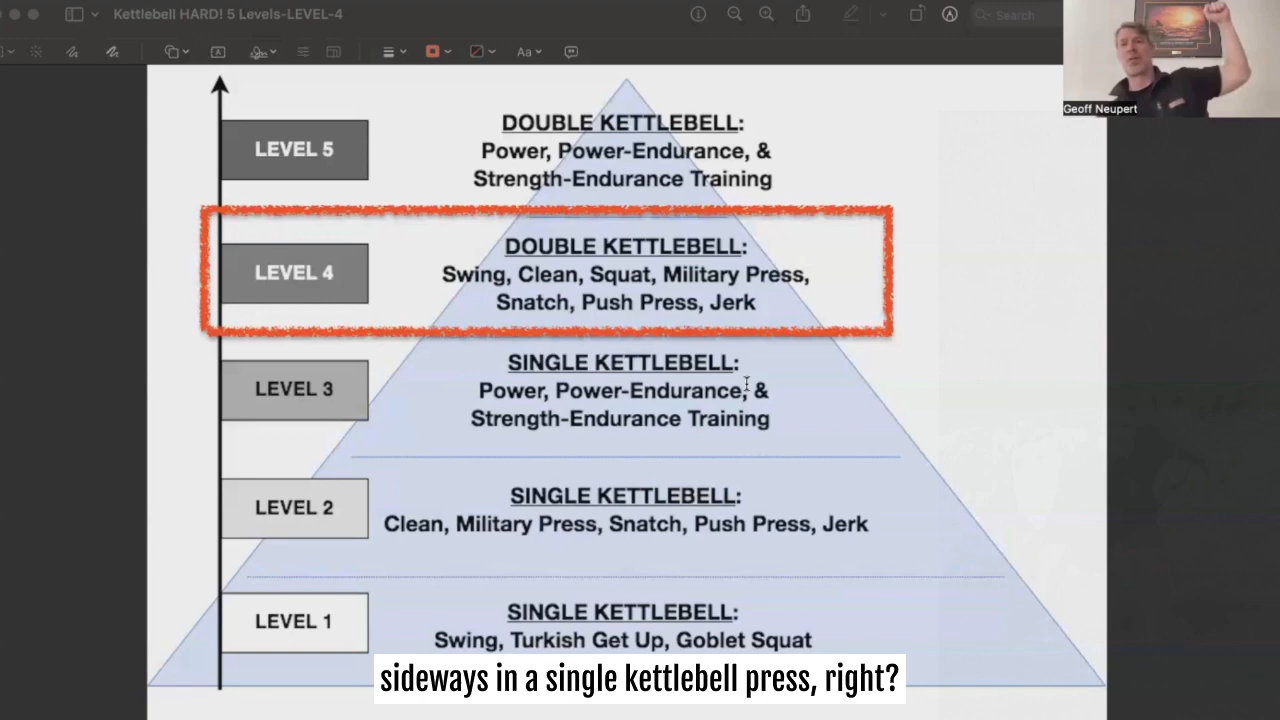 Kettlebell HARD! 5 Levels-LEVEL-4
Search
Aa
Geoff Neupert
LEVEL 5
DOUBLE KETTLEBELL:
Power, Power-Endurance, &
Strength-Endurance Training
LEVEL 4
DOUBLE KETTLEBELL:
Swing, Clean, Squat, Military Press,
Snatch, Push Press, Jerk
LEVEL 3
SINGLE KETTLEBELL:
Power, Power-Endurance, &
Strength-Endurance Training
LEVEL 2
SINGLE KETTLEBELL:
Clean, Military Press, Snatch, Push Press, Jerk
LEVEL 1
SINGLE KETTLEBELL:
Swing, Turkish Get Up, Goblet Squat
sideways in a single kettlebell press, right?